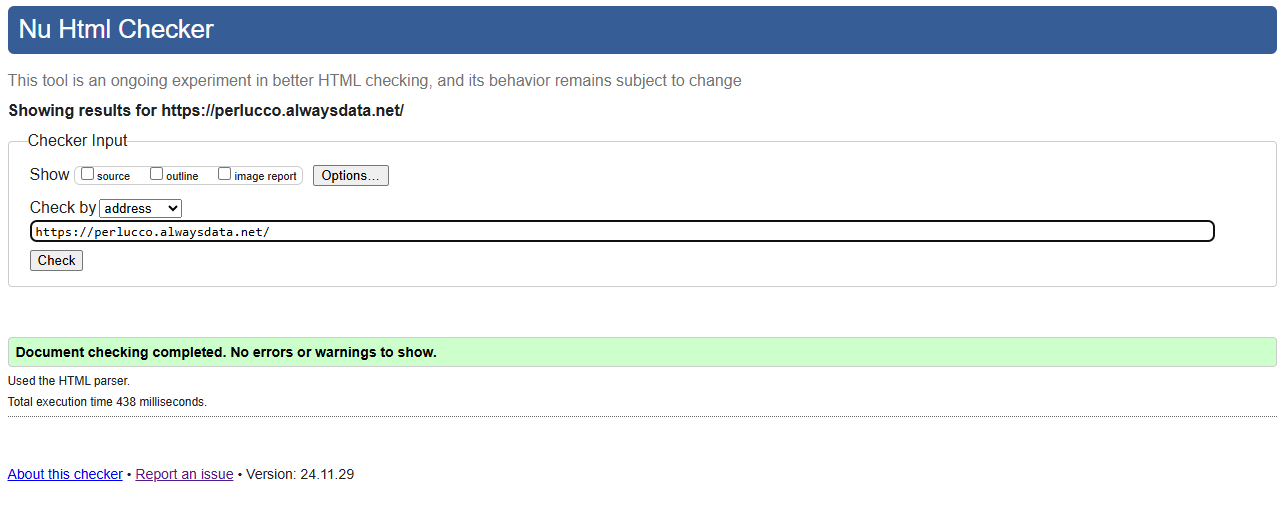 Nu Html Checker
This tool is an ongoing experiment in better HTML checking, and its behavior remains subject to change
Showing results for https://perlucco.alwaysdata.net/
Checker Input
Show source outline image report Options...
Check by address
https://perlucco.alwaysdata.net/
Check
Document checking completed. No errors or warnings to show.
Used the HTML parser.
Total execution time 438 milliseconds.
About this checker • Report an issue • Version: 24.11.29